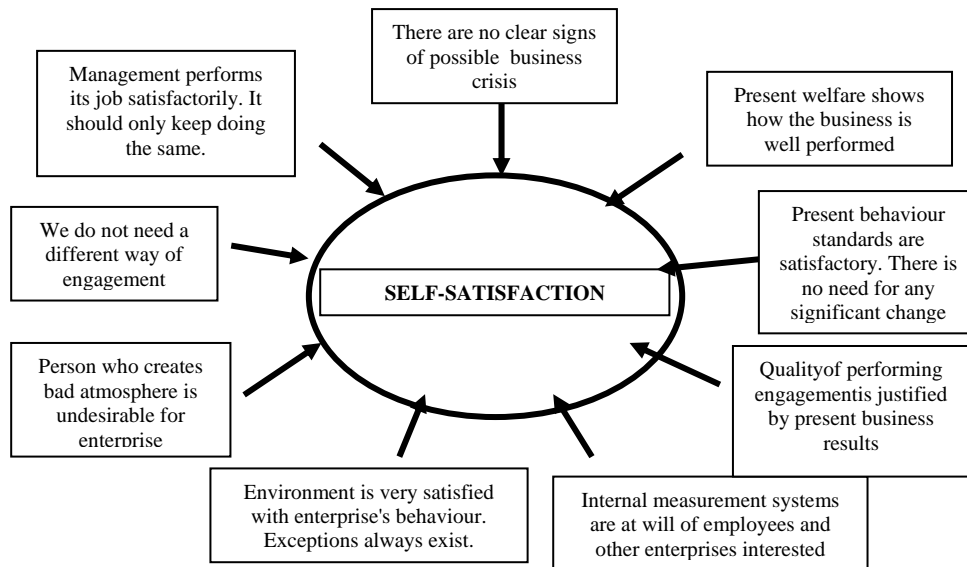 There are no clear signs
of possible business
crisis
Management performs
its job satisfactorily. It
should only keep doing
the same.
Present welfare shows
how the business is
well performed
We do not need a
different way of
engagement
Present behaviour
standards are
satisfactory. There is
no need for any
significant change
SELF-SATISFACTION
Person who creates
bad atmosphere is
undesirable for
enterprise
Qualityof performing
engagementis justified
by present business
results
Environment is very satisfied
with enterprise's behaviour.
Exceptions always exist.
Internal measurement systems
are at will of employees and
other enterprises interested